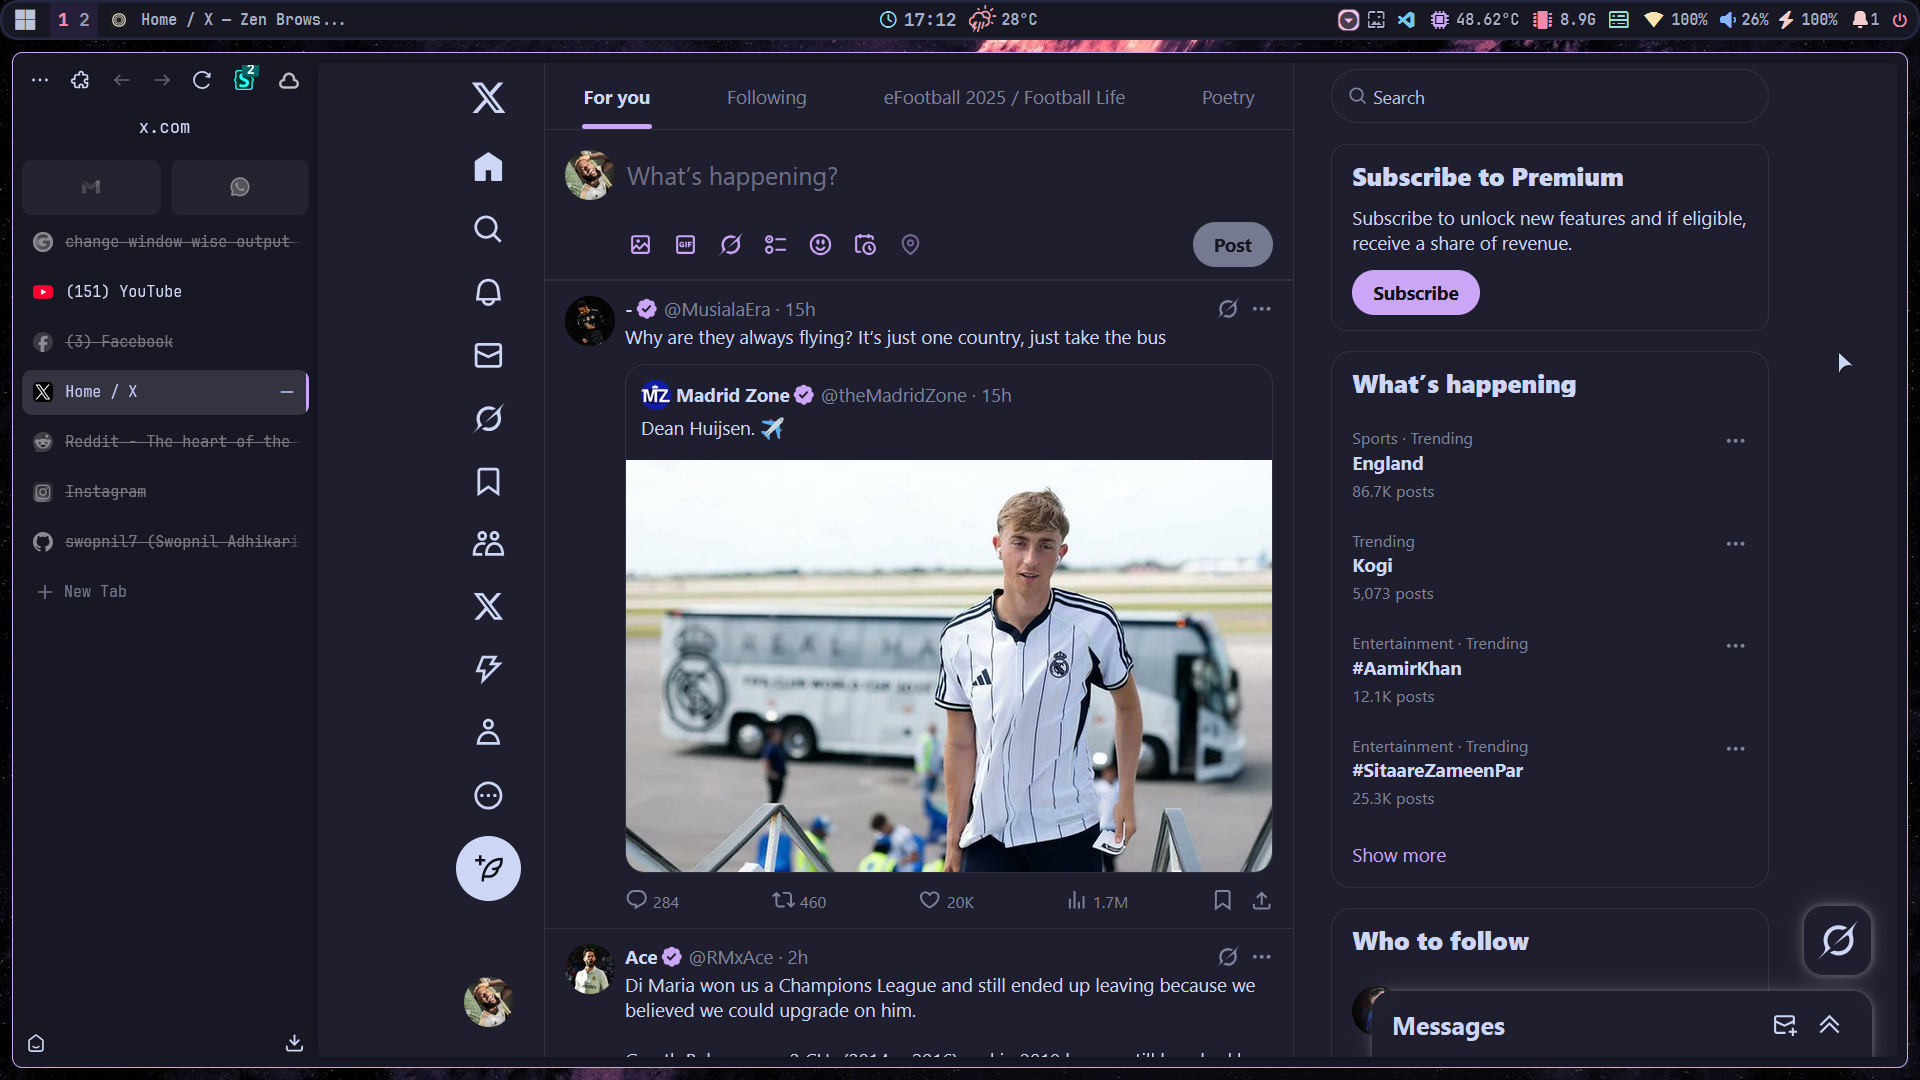 1 2 Home / X — Zen Brows...
17:12 28°C
48.62°C 8.9G 100% 26% 100% 1
2
x.com
change window wise output
(151) YouTube
(3) Facebook
Home / X
Reddit - The heart of the
Instagram
swopnil7 (Swopnil Adhikari
New Tab
For you Following eFootball 2025 / Football Life Poetry
What's happening?
GIF
Post
- @MusialaEra · 15h
Why are they always flying? It's just one country, just take the bus
MZ Madrid Zone @theMadridZone · 15h
Dean Huijsen. ✈️
284 460 20K 1.7M
Ace @RMxAce · 2h
Di Maria won us a Champions League and still ended up leaving because we
believed we could upgrade on him.
Search
Subscribe to Premium
Subscribe to unlock new features and if eligible,
receive a share of revenue.
Subscribe
What's happening
Sports · Trending
England
86.7K posts
Trending
Kogi
5,073 posts
Entertainment · Trending
#AamirKhan
12.1K posts
Entertainment · Trending
#SitaareZameenPar
25.3K posts
Show more
Who to follow
Messages